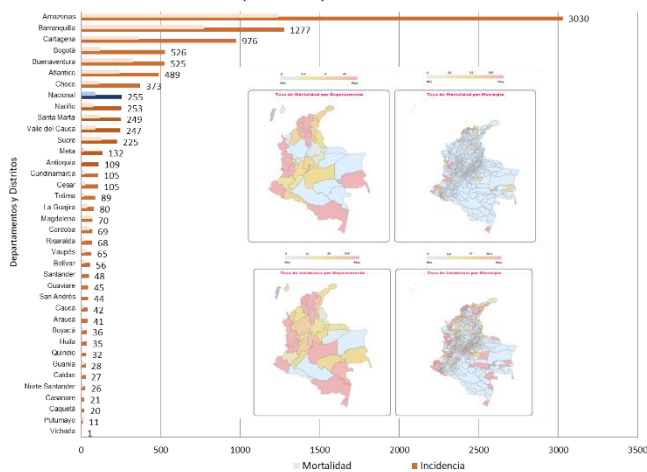 Amazonas 3030
Barranquilla 1277
Cartagena 976
Bogotá 526
Buenaventura 525
Atlantico 489
Choco 373
Nacional 255
Nariño 253
Santa Marta 249
Valle del Cauca 247
Sucre 225
Meta 132
Antioquia 109
Cundinamarca 105
Cesar 105
Tolima 89
La Guajira 80
Magdalena 70
Cordoba 69
Risaralda 68
Vaupés 65
Bolívar 56
Santander 48
Guaviare 45
San Andrés 44
Cauca 42
Arauca 41
Boyacá 36
Huila 35
Quindio 32
Guania 28
Caldas 27
Norte Santander 26
Casanare 21
Caquetá 20
Putumayo 11
Vichada 1
Departamentos y Distritos
0 500 1000 1500 2000 2500 3000 3500
Mortalidad Incidencia
Tasa de Mortalidad por Departamento
Tasa de Mortalidad por Municipio
Tasa de Incidencia por Departamento
Tasa de Incidencia por Municipio